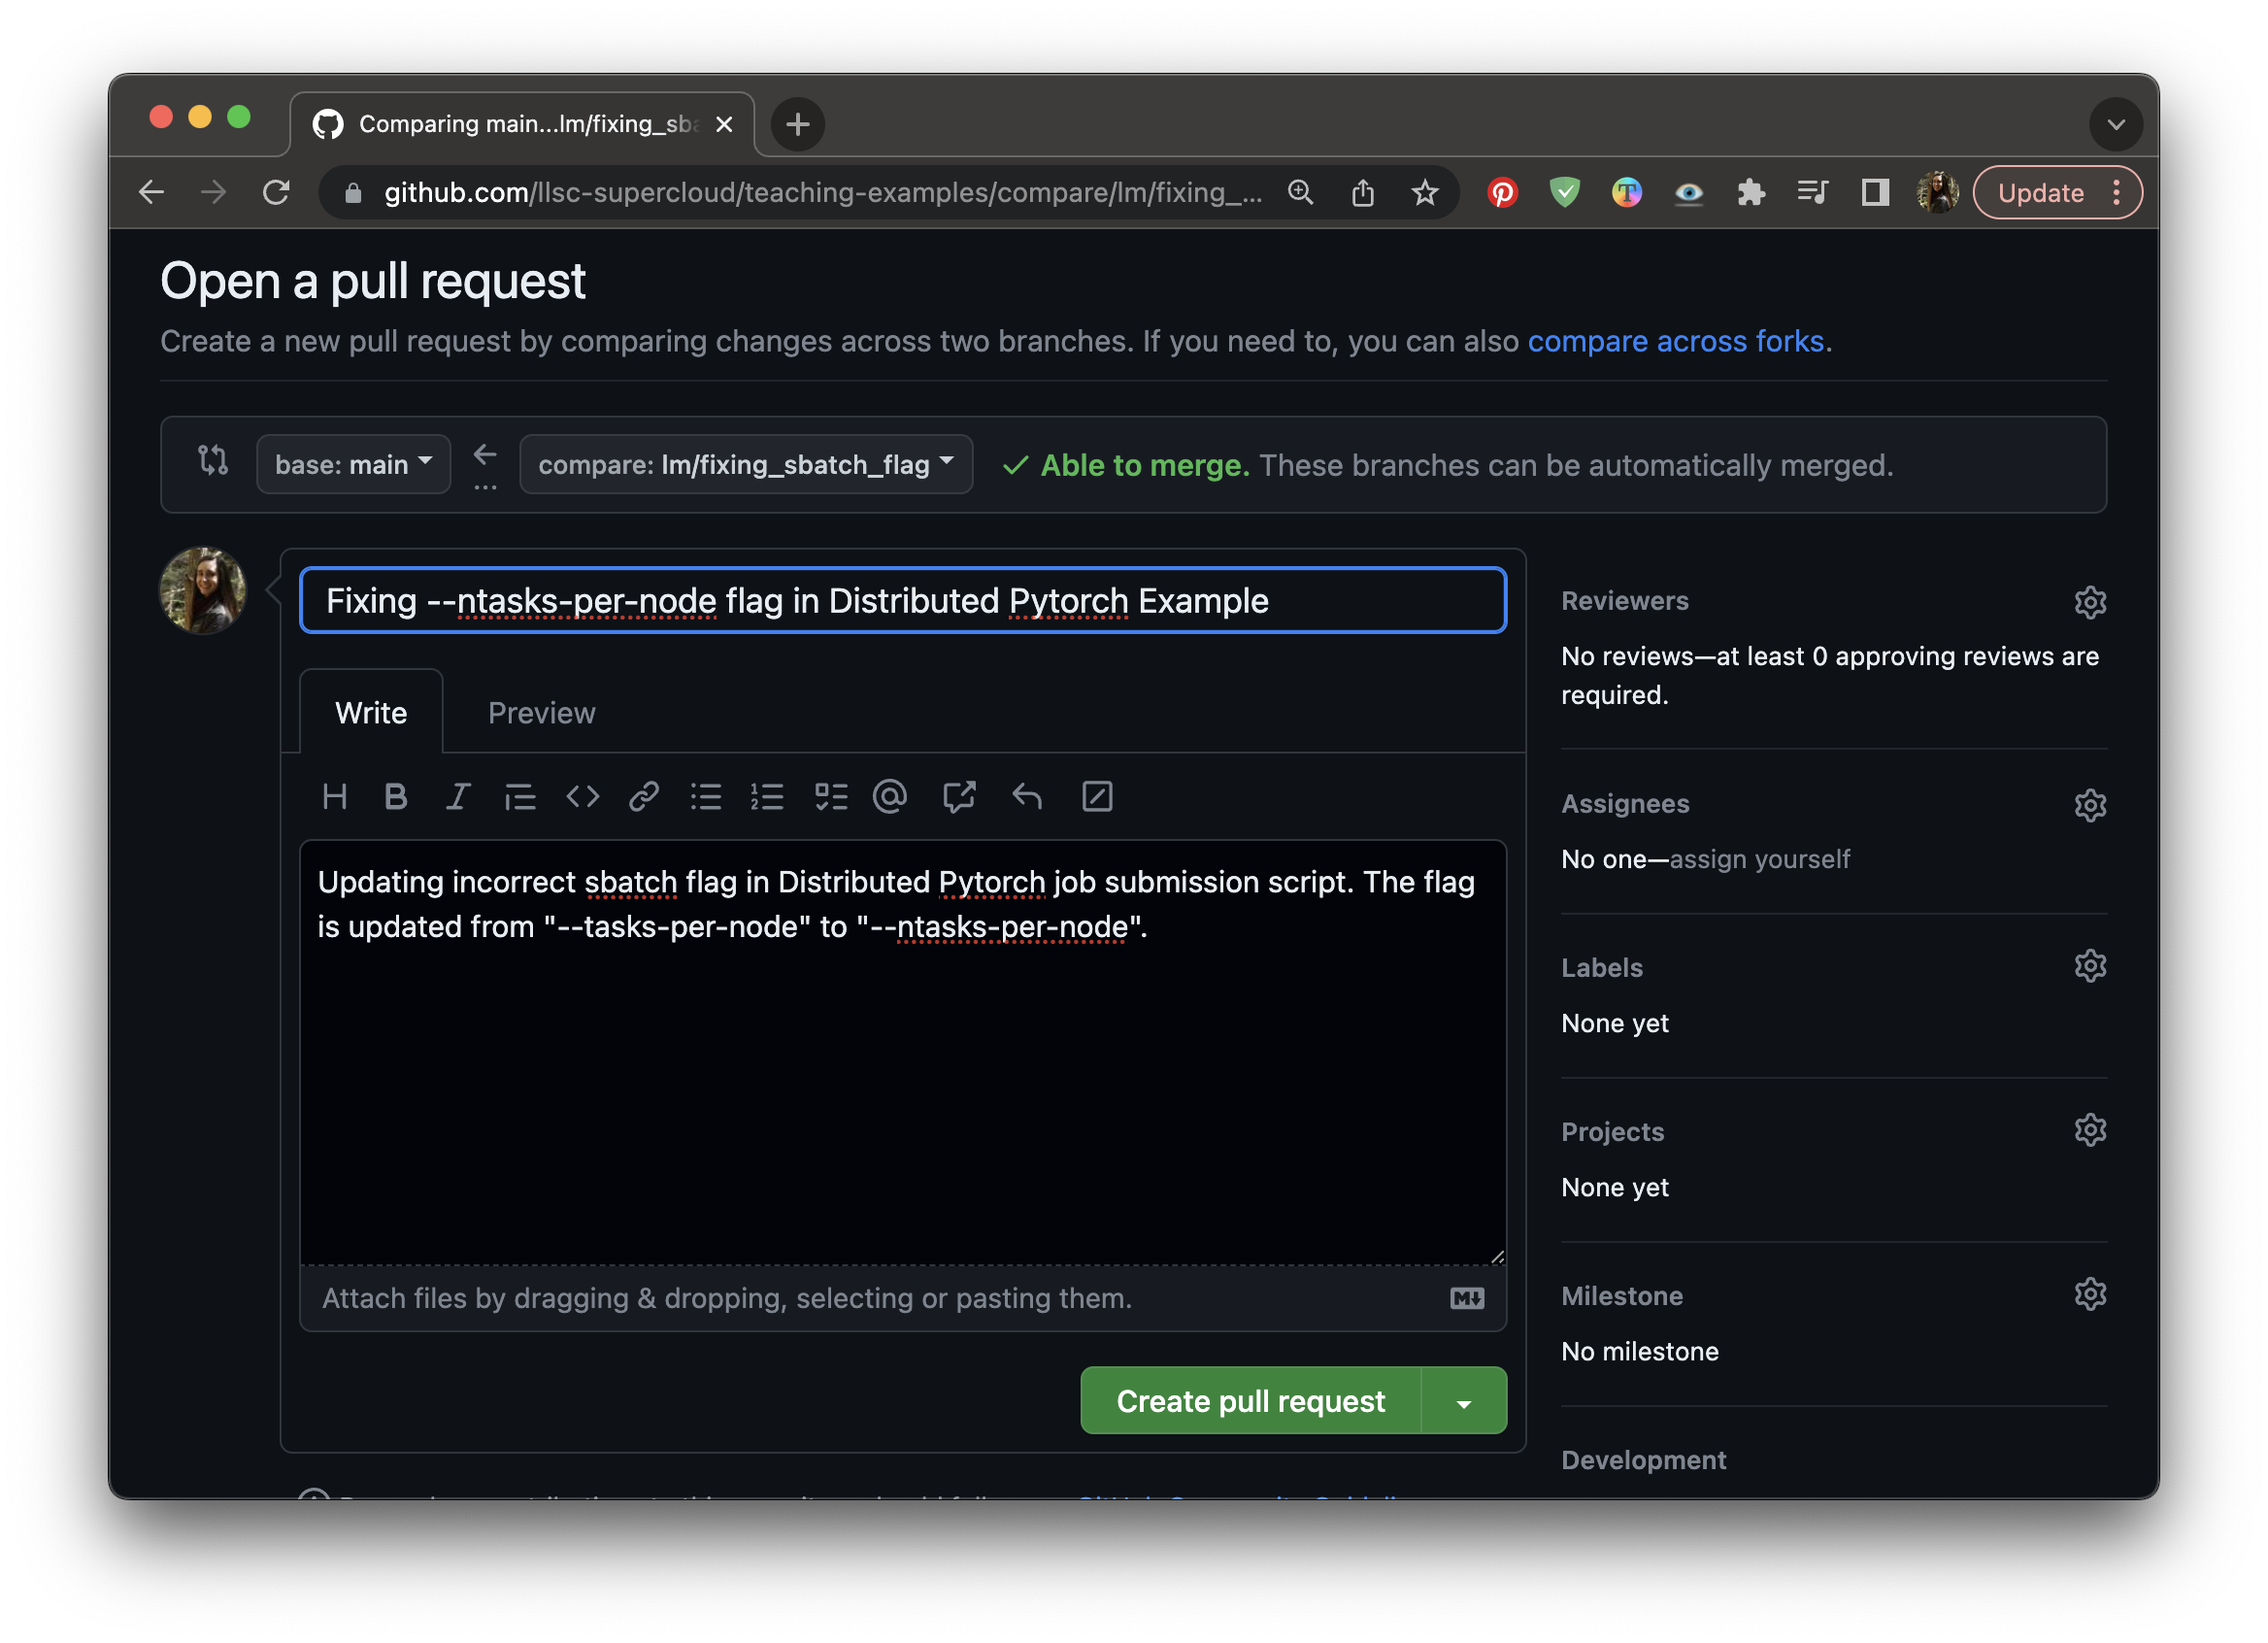 Comparing main...lm/fixing_sba
github.com/llsc-supercloud/teaching-examples/compare/lm/fixing_...
Update
Open a pull request
Create a new pull request by comparing changes across two branches. If you need to, you can also compare across forks.
base: main
compare: lm/fixing_sbatch_flag
Able to merge. These branches can be automatically merged.
Fixing --ntasks-per-node flag in Distributed Pytorch Example
Write
Preview
Updating incorrect sbatch flag in Distributed Pytorch job submission script. The flag
is updated from "--tasks-per-node" to "--ntasks-per-node".
Attach files by dragging & dropping, selecting or pasting them.
Create pull request
Reviewers
No reviews—at least 0 approving reviews are
required.
Assignees
No one—assign yourself
Labels
None yet
Projects
None yet
Milestone
No milestone
Development